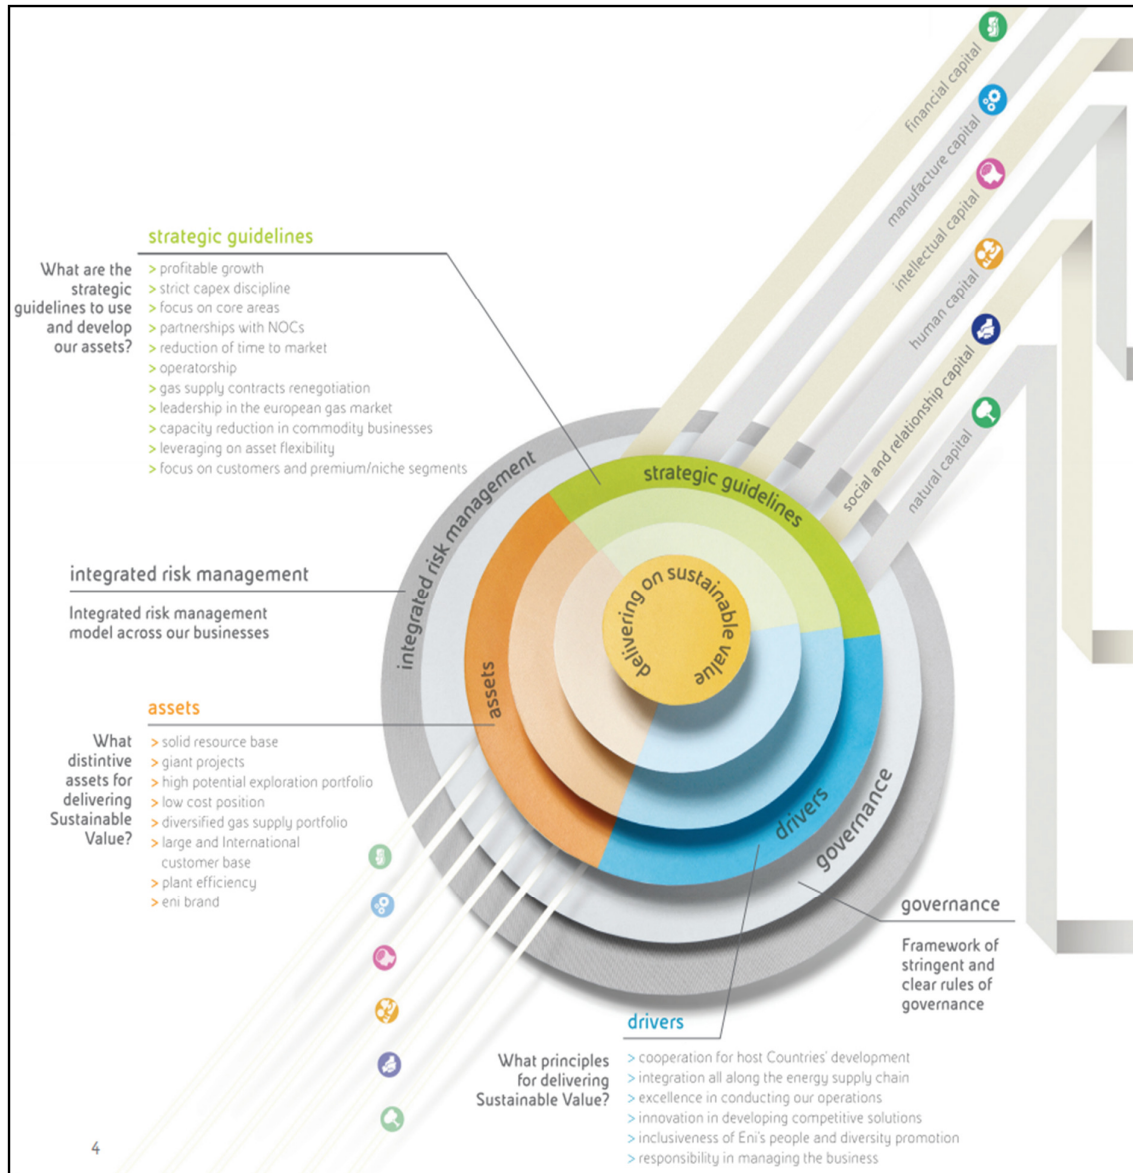 financial capital
manufacture capital
intellectual capital
human capital
social and relationship capital
natural capital
strategic guidelines
What are the
strategic
guidelines to use
and develop
our assets?
> profitable growth
> strict capex discipline
> focus on core areas
> partnerships with NOCs
> reduction of time to market
> operatorship
> gas supply contracts renegotiation
> leadership in the european gas market
> capacity reduction in commodity businesses
> leveraging on asset flexibility
> focus on customers and premium/niche segments
integrated risk management
Integrated risk management
model across our businesses
integrated risk management
strategic guidelines
delivering on sustainable value
assets
drivers
governance
assets
What
distintive
assets for
delivering
Sustainable
Value?
> solid resource base
> giant projects
> high potential exploration portfolio
> low cost position
> diversified gas supply portfolio
> large and International
customer base
> plant efficiency
> eni brand
governance
Framework of
stringent and
clear rules of
governance
drivers
What principles
for delivering
Sustainable Value?
> cooperation for host Countries' development
> integration all along the energy supply chain
> excellence in conducting our operations
> innovation in developing competitive solutions
> inclusiveness of Eni's people and diversity promotion
> responsibility in managing the business
4